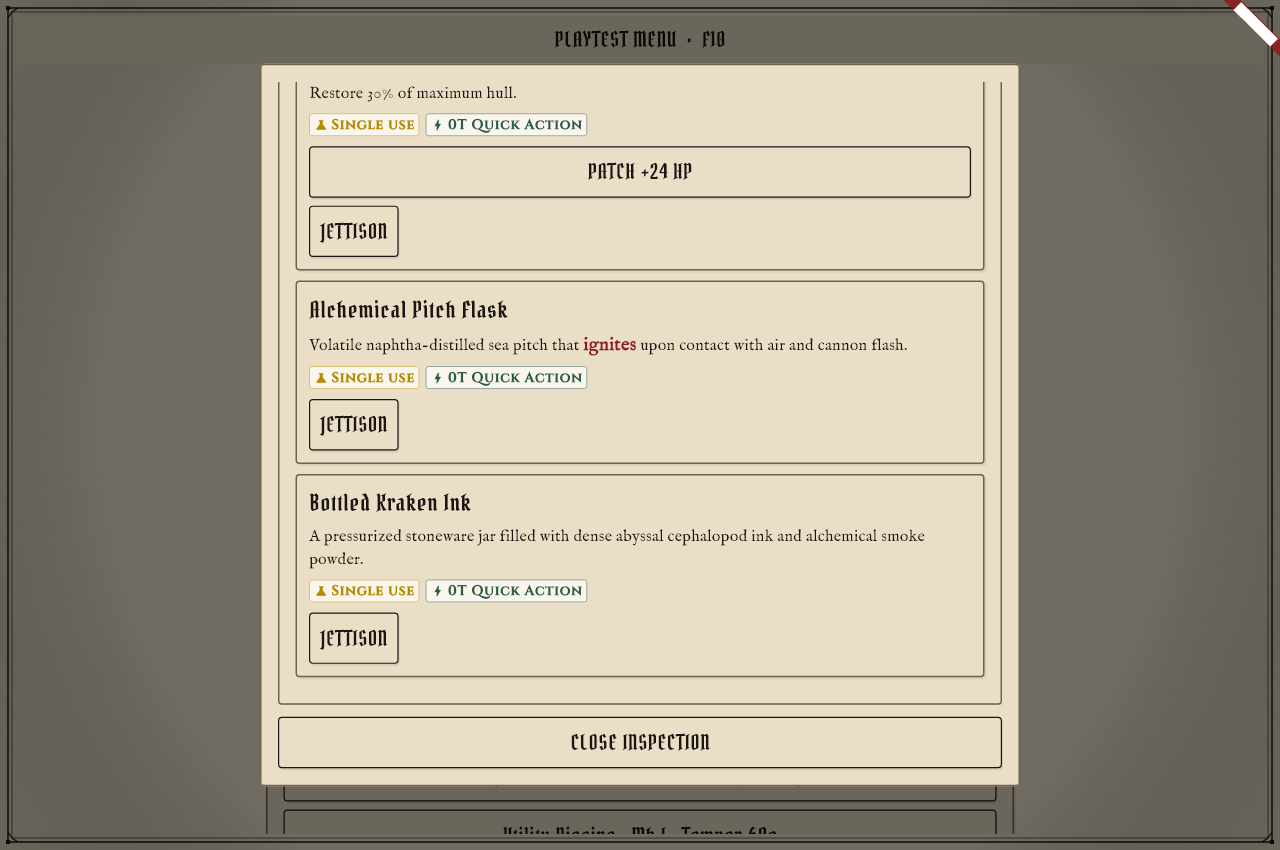 PLAYTEST MENU · F10
Restore 30% of maximum hull.
Single use
0T Quick Action
PATCH +24 HP
JETTISON
Alchemical Pitch Flask
Volatile naphtha-distilled sea pitch that ignites upon contact with air and cannon flash.
Single use
0T Quick Action
JETTISON
Bottled Kraken Ink
A pressurized stoneware jar filled with dense abyssal cephalopod ink and alchemical smoke
powder.
Single use
0T Quick Action
JETTISON
CLOSE INSPECTION
Utility Rigging